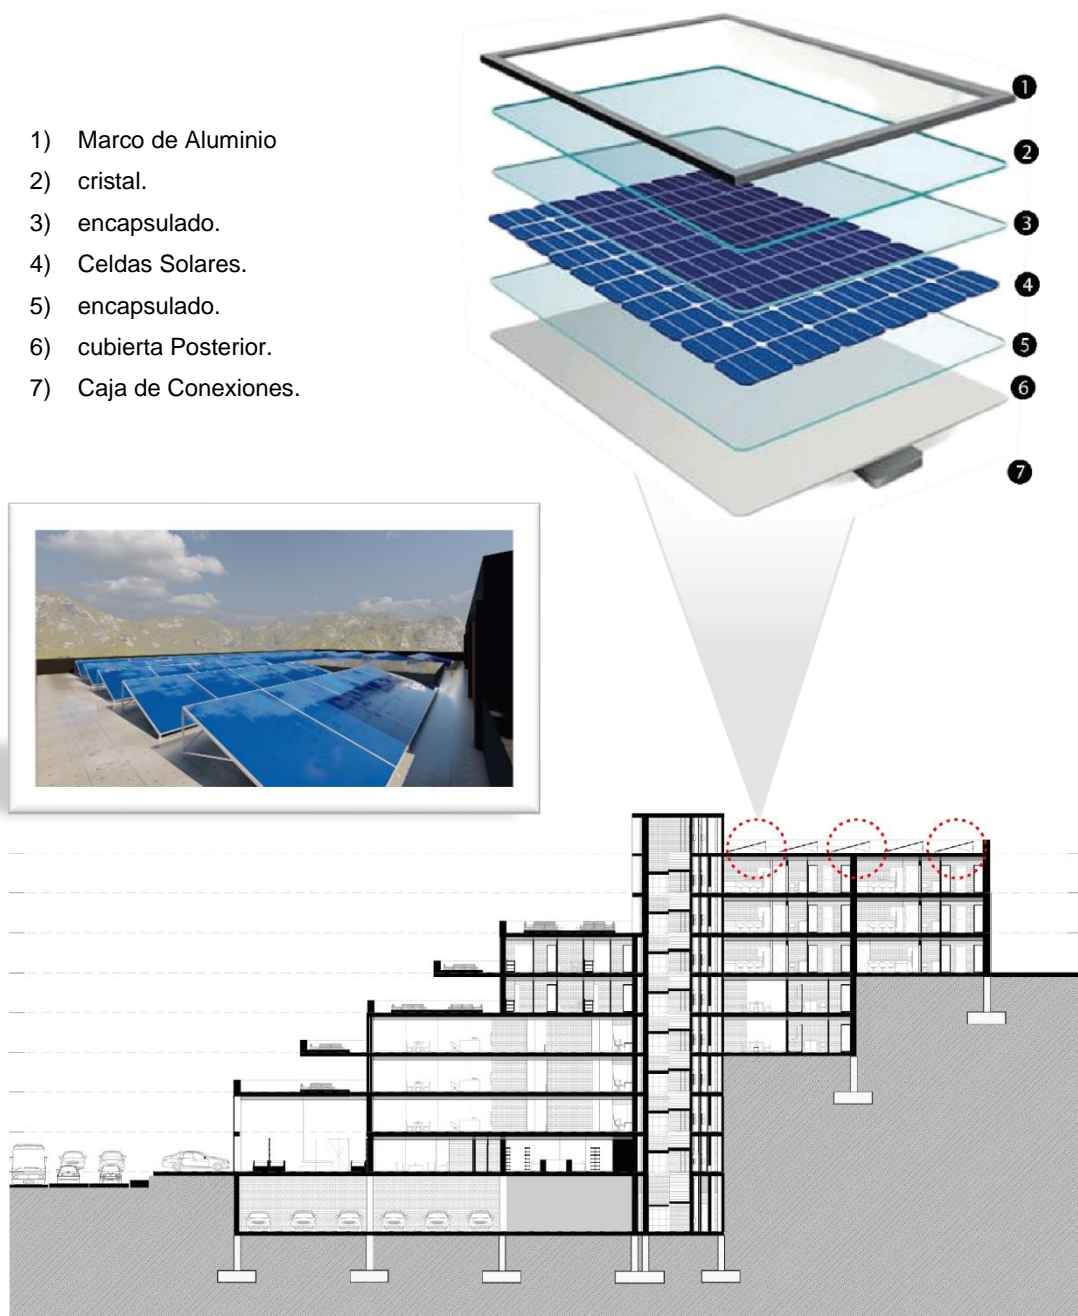 1) Marco de Aluminio
2) cristal.
3) encapsulado.
4) Celdas Solares.
5) encapsulado.
6) cubierta Posterior.
7) Caja de Conexiones.
1
2
3
4
5
6
7